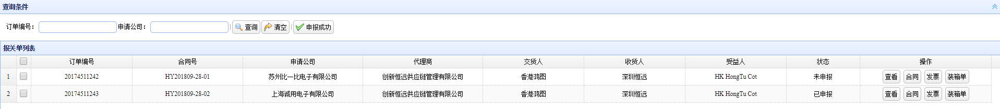 查询条件
订单编号： 申请公司： 查询 清空 申报成功
报关单列表
订单编号 合同号 申请公司 代理商 交货人 收货人 受益人 状态 操作
1 20174511242 HY201809-28-01 苏州比一比电子有限公司 创新恒远供应链管理有限公司 香港鸿图 深圳恒远 HK HongTu Cot 未申报 查看 合同 发票 装箱单
2 20174511243 HY201809-28-02 上海诚用电子有限公司 创新恒远供应链管理有限公司 香港鸿图 深圳恒远 HK HongTu Cot 已申报 查看 合同 发票 装箱单